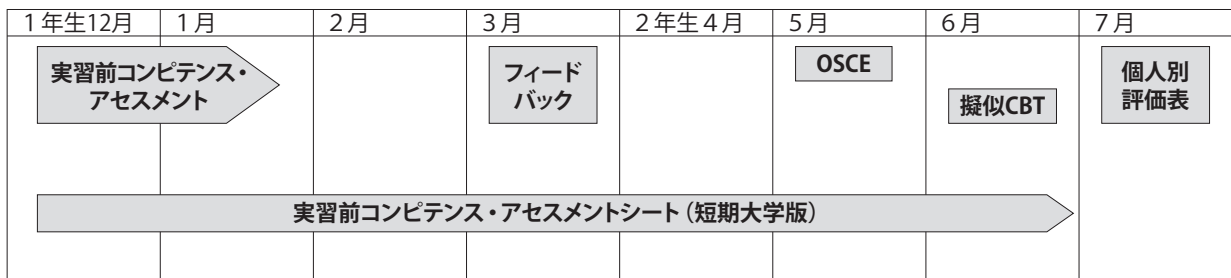 1年生12月
1月
2月
3月
2年生4月
5月
6月
7月
実習前コンピテンス・
アセスメント
フィード
バック
OSCE
擬似CBT
個人別
評価表
実習前コンピテンス・アセスメントシート（短期大学版）